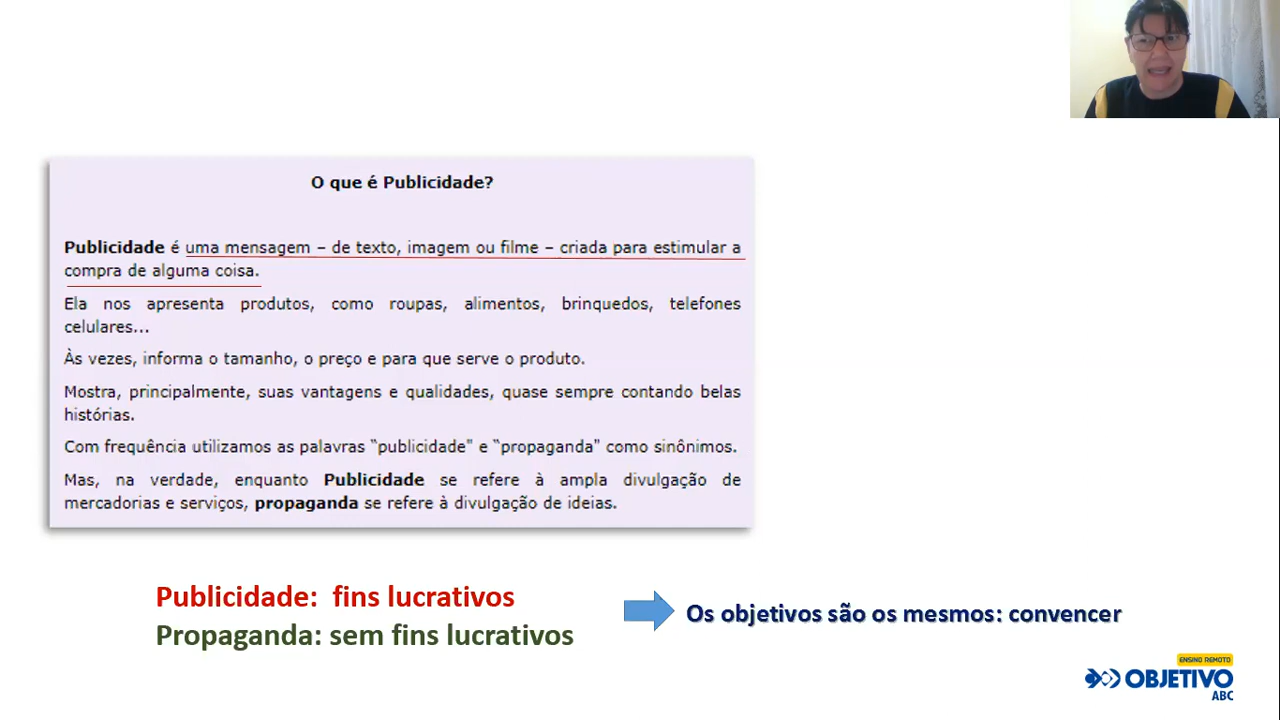 O que é Publicidade?
Publicidade é uma mensagem – de texto, imagem ou filme – criada para estimular a
compra de alguma coisa.
Ela nos apresenta produtos, como roupas, alimentos, brinquedos, telefones
celulares...
Às vezes, informa o tamanho, o preço e para que serve o produto.
Mostra, principalmente, suas vantagens e qualidades, quase sempre contando belas
histórias.
Com frequência utilizamos as palavras “publicidade" e “propaganda" como sinônimos.
Mas, na verdade, enquanto Publicidade se refere à ampla divulgação de
mercadorias e serviços, propaganda se refere à divulgação de ideias.
Publicidade: fins lucrativos
Propaganda: sem fins lucrativos
Os objetivos são os mesmos: convencer
ENSINO REMOTO
OBJETIVO
ABC